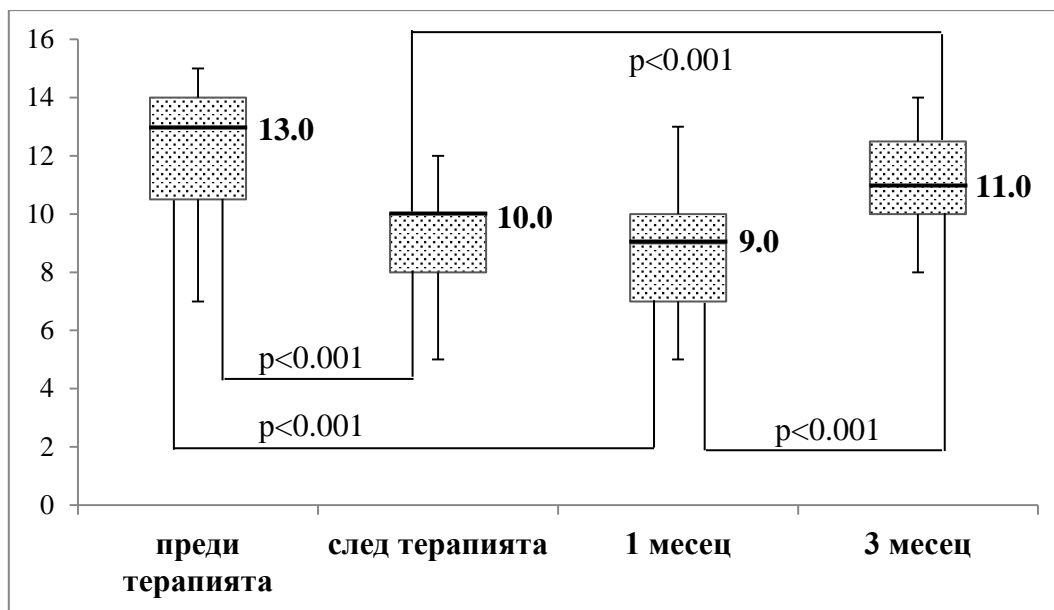 16
14
12
10
8
6
4
2
0
p<0.001
13.0
10.0
9.0
11.0
p<0.001
p<0.001
p<0.001
преди
терапията
след терапията
1 месец
3 месец